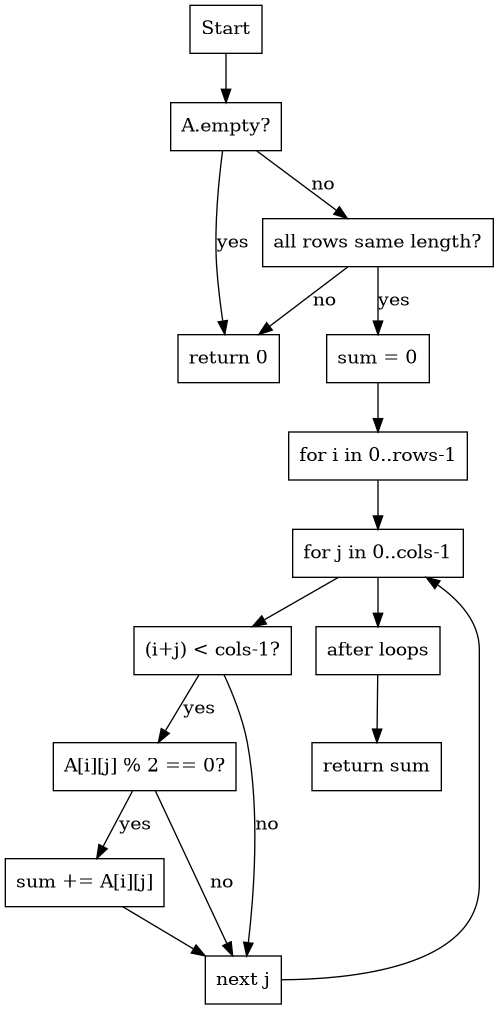 Start
A.empty?
no
all rows same length?
yes
no
yes
return 0
sum = 0
for i in 0..rows-1
for j in 0..cols-1
(i+j) < cols-1?
after loops
yes
A[i][j] % 2 == 0?
return sum
yes
no
no
sum += A[i][j]
next j